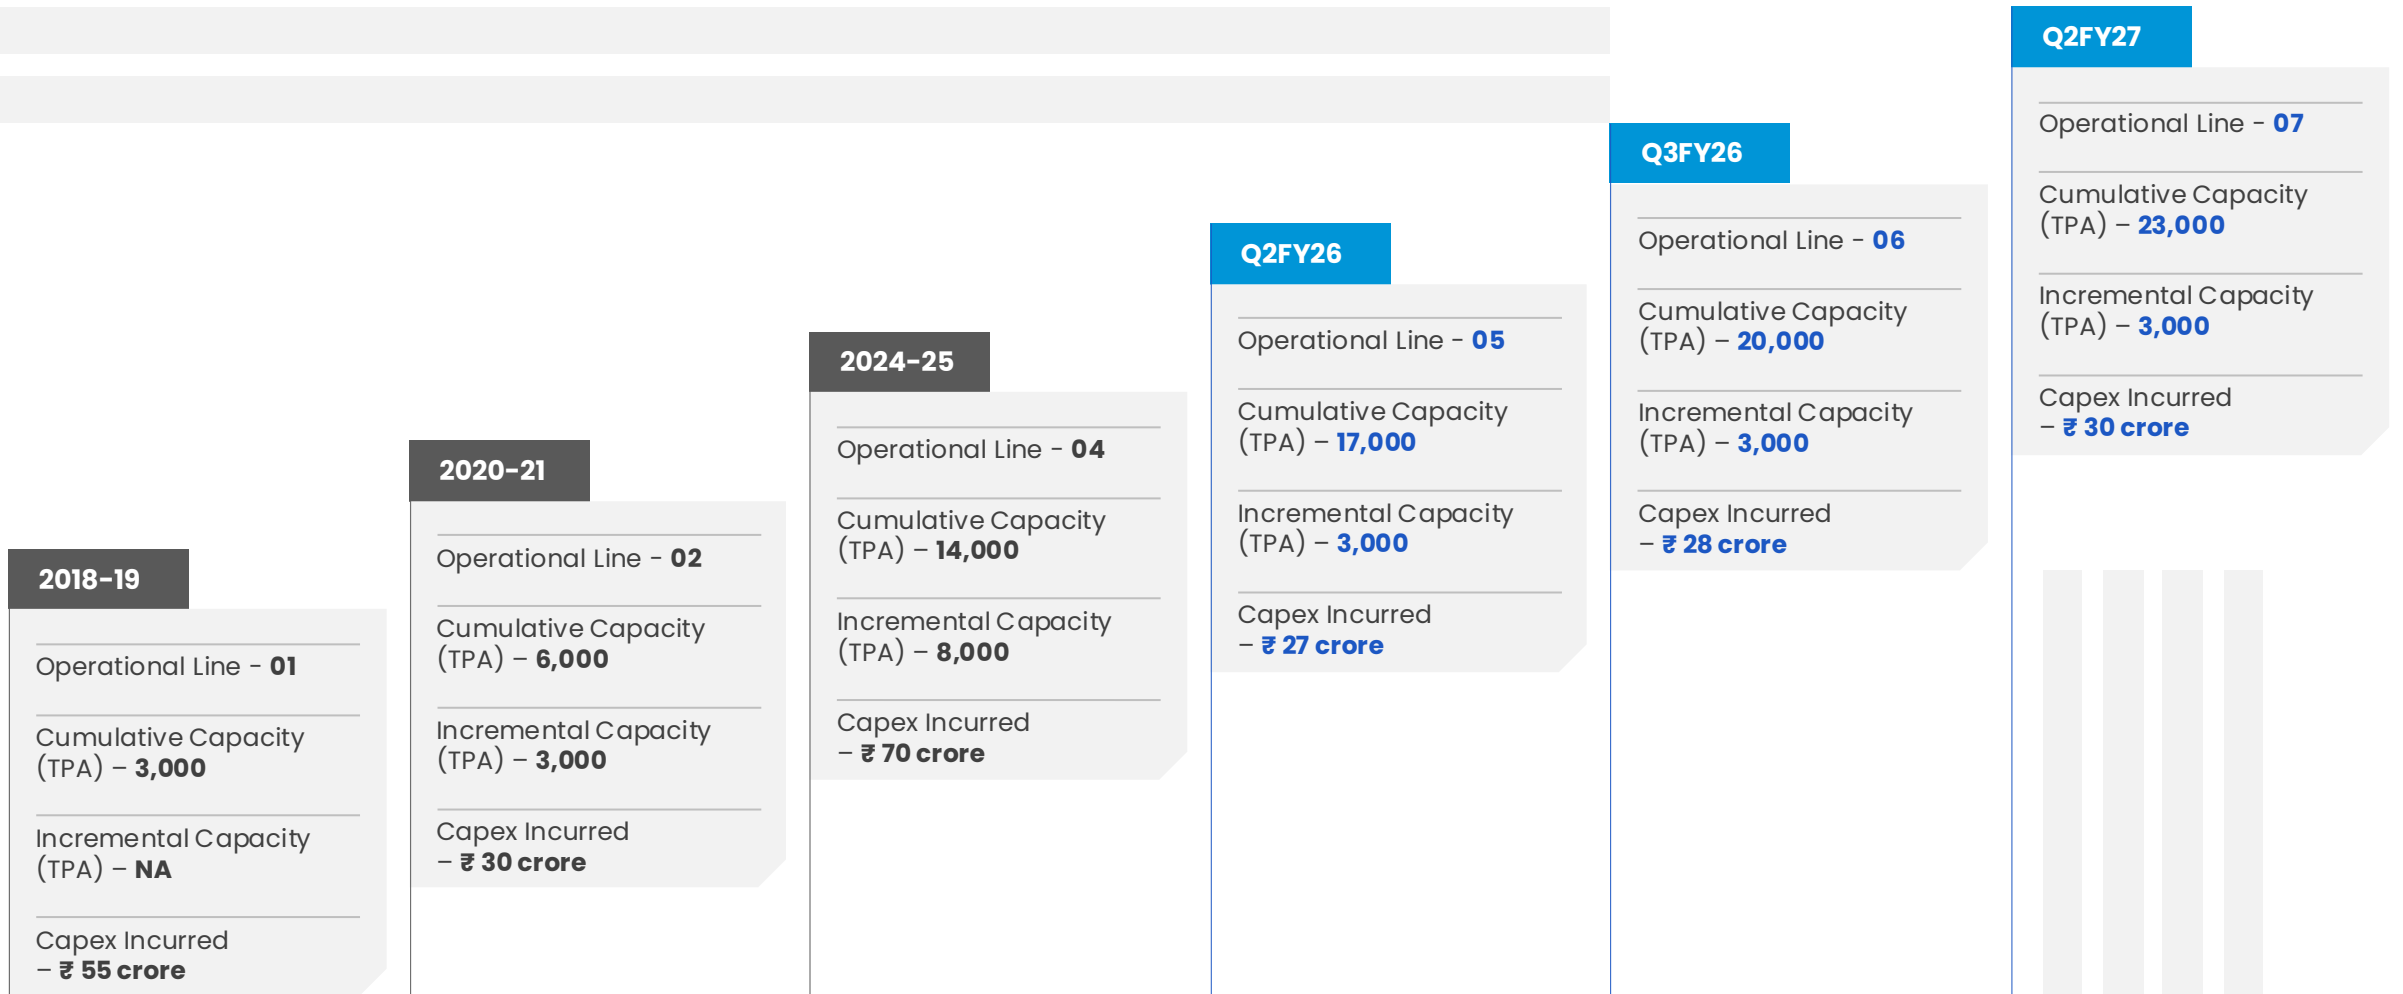 2018-19
Operational Line - 01
Cumulative Capacity
(TPA) – 3,000
Incremental Capacity
(TPA) – NA
Capex Incurred
– ₹ 55 crore
2020-21
Operational Line - 02
Cumulative Capacity
(TPA) – 6,000
Incremental Capacity
(TPA) – 3,000
Capex Incurred
– ₹ 30 crore
2024-25
Operational Line - 04
Cumulative Capacity
(TPA) – 14,000
Incremental Capacity
(TPA) – 8,000
Capex Incurred
– ₹ 70 crore
Q2FY26
Operational Line - 05
Cumulative Capacity
(TPA) – 17,000
Incremental Capacity
(TPA) – 3,000
Capex Incurred
– ₹ 27 crore
Q3FY26
Operational Line - 06
Cumulative Capacity
(TPA) – 20,000
Incremental Capacity
(TPA) – 3,000
Capex Incurred
– ₹ 28 crore
Q2FY27
Operational Line - 07
Cumulative Capacity
(TPA) – 23,000
Incremental Capacity
(TPA) – 3,000
Capex Incurred
– ₹ 30 crore